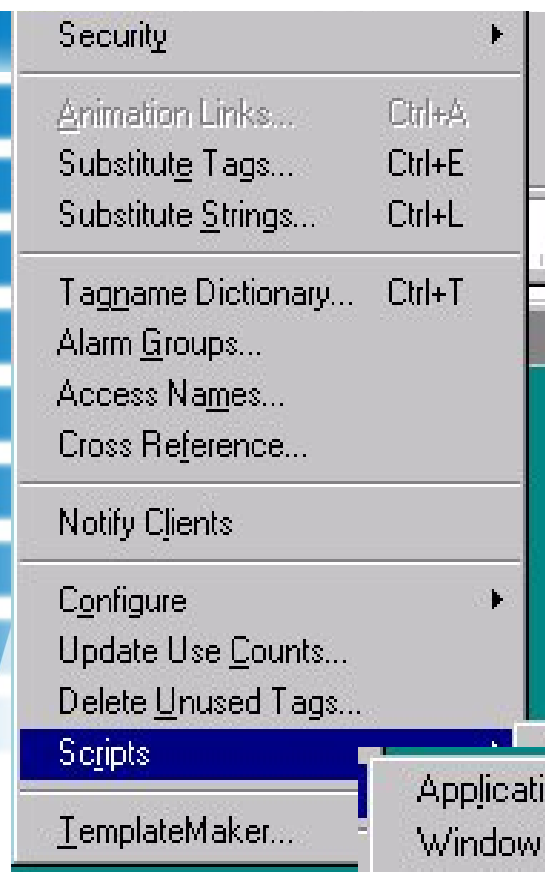 Security
Animation Links... Ctrl+A
Substitute Tags... Ctrl+E
Substitute Strings... Ctrl+L
Tagname Dictionary... Ctrl+T
Alarm Groups...
Access Names...
Cross Reference...
Notify Clients
Configure
Update Use Counts...
Delete Unused Tags...
Scripts
Applicati
TemplateMaker...
Window